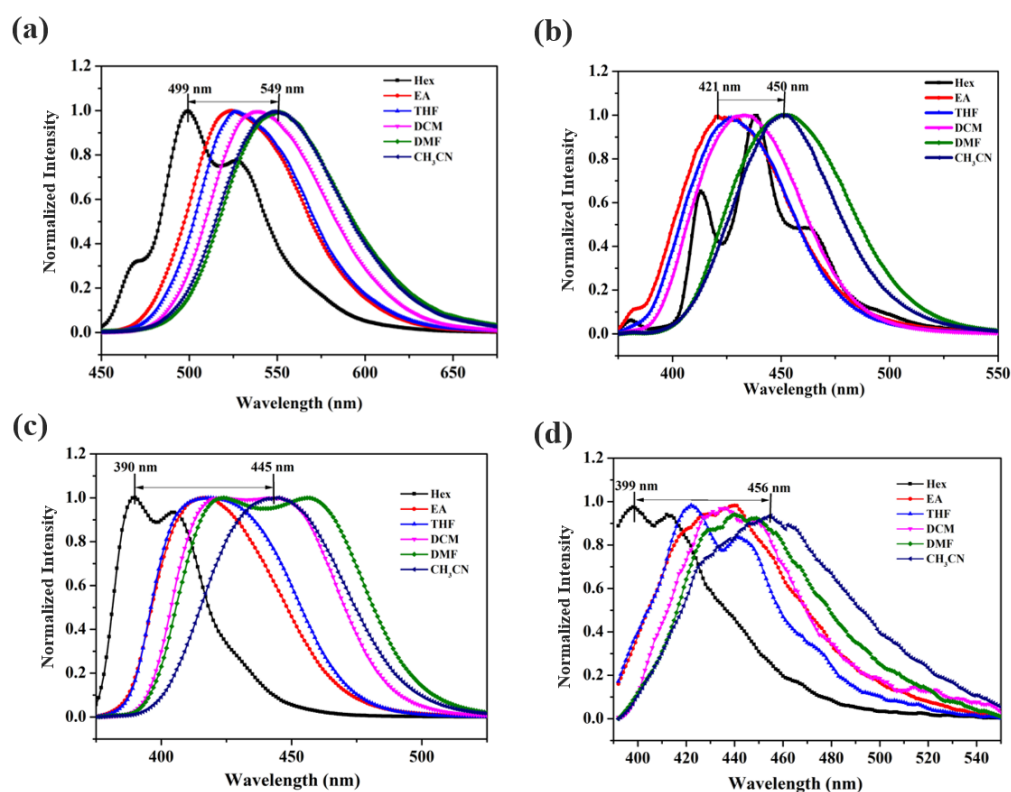 (a)
499 nm
549 nm
Hex
EA
THF
DCM
DMF
CH₃CN
Normalized Intensity
1.2
1.0
0.8
0.6
0.4
0.2
0.0
450
500
550
600
650
Wavelength (nm)
(b)
421 nm
450 nm
Hex
EA
THF
DCM
DMF
CH₃CN
Normalized Intensity
1.2
1.0
0.8
0.6
0.4
0.2
0.0
400
450
500
550
Wavelength (nm)
(c)
390 nm
445 nm
Hex
EA
THF
DCM
DMF
CH₃CN
Normalized Intensity
1.2
1.0
0.8
0.6
0.4
0.2
0.0
400
450
500
Wavelength (nm)
(d)
399 nm
456 nm
Hex
EA
THF
DCM
DMF
CH₃CN
Normalized Intensity
1.2
1.0
0.8
0.6
0.4
0.2
0.0
400
420
440
460
480
500
520
540
Wavelength (nm)